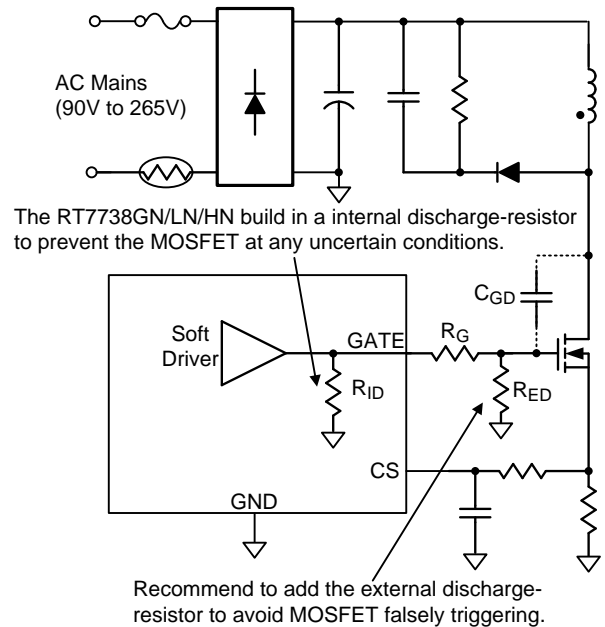 AC Mains
(90V to 265V)
The RT7738GN/LN/HN build in a internal discharge-resistor
to prevent the MOSFET at any uncertain conditions.
CGD
Soft
Driver
GATE
RG
RID
RED
CS
GND
Recommend to add the external discharge-
resistor to avoid MOSFET falsely triggering.